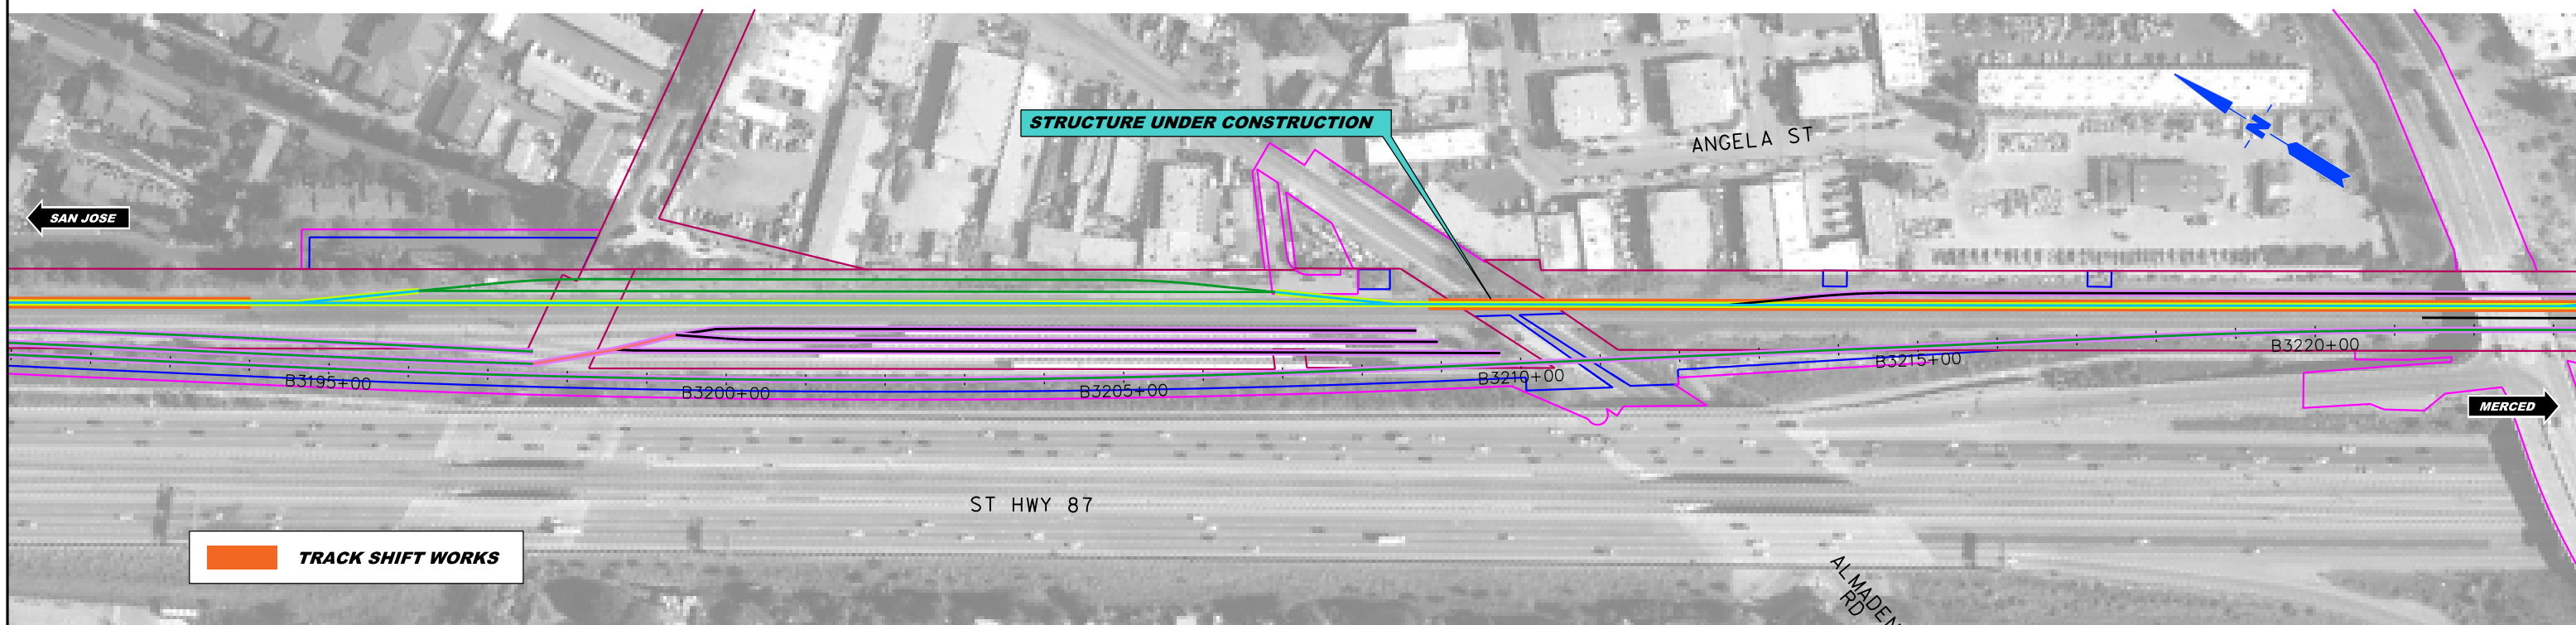 STRUCTURE UNDER CONSTRUCTION
ANGELA ST
N
SAN JOSE
B3220+00
B3215+00
B3210+00
B3195+00
B3200+00
B3205+00
MERCED
ST HWY 87
TRACK SHIFT WORKS
ALMADEN
RD